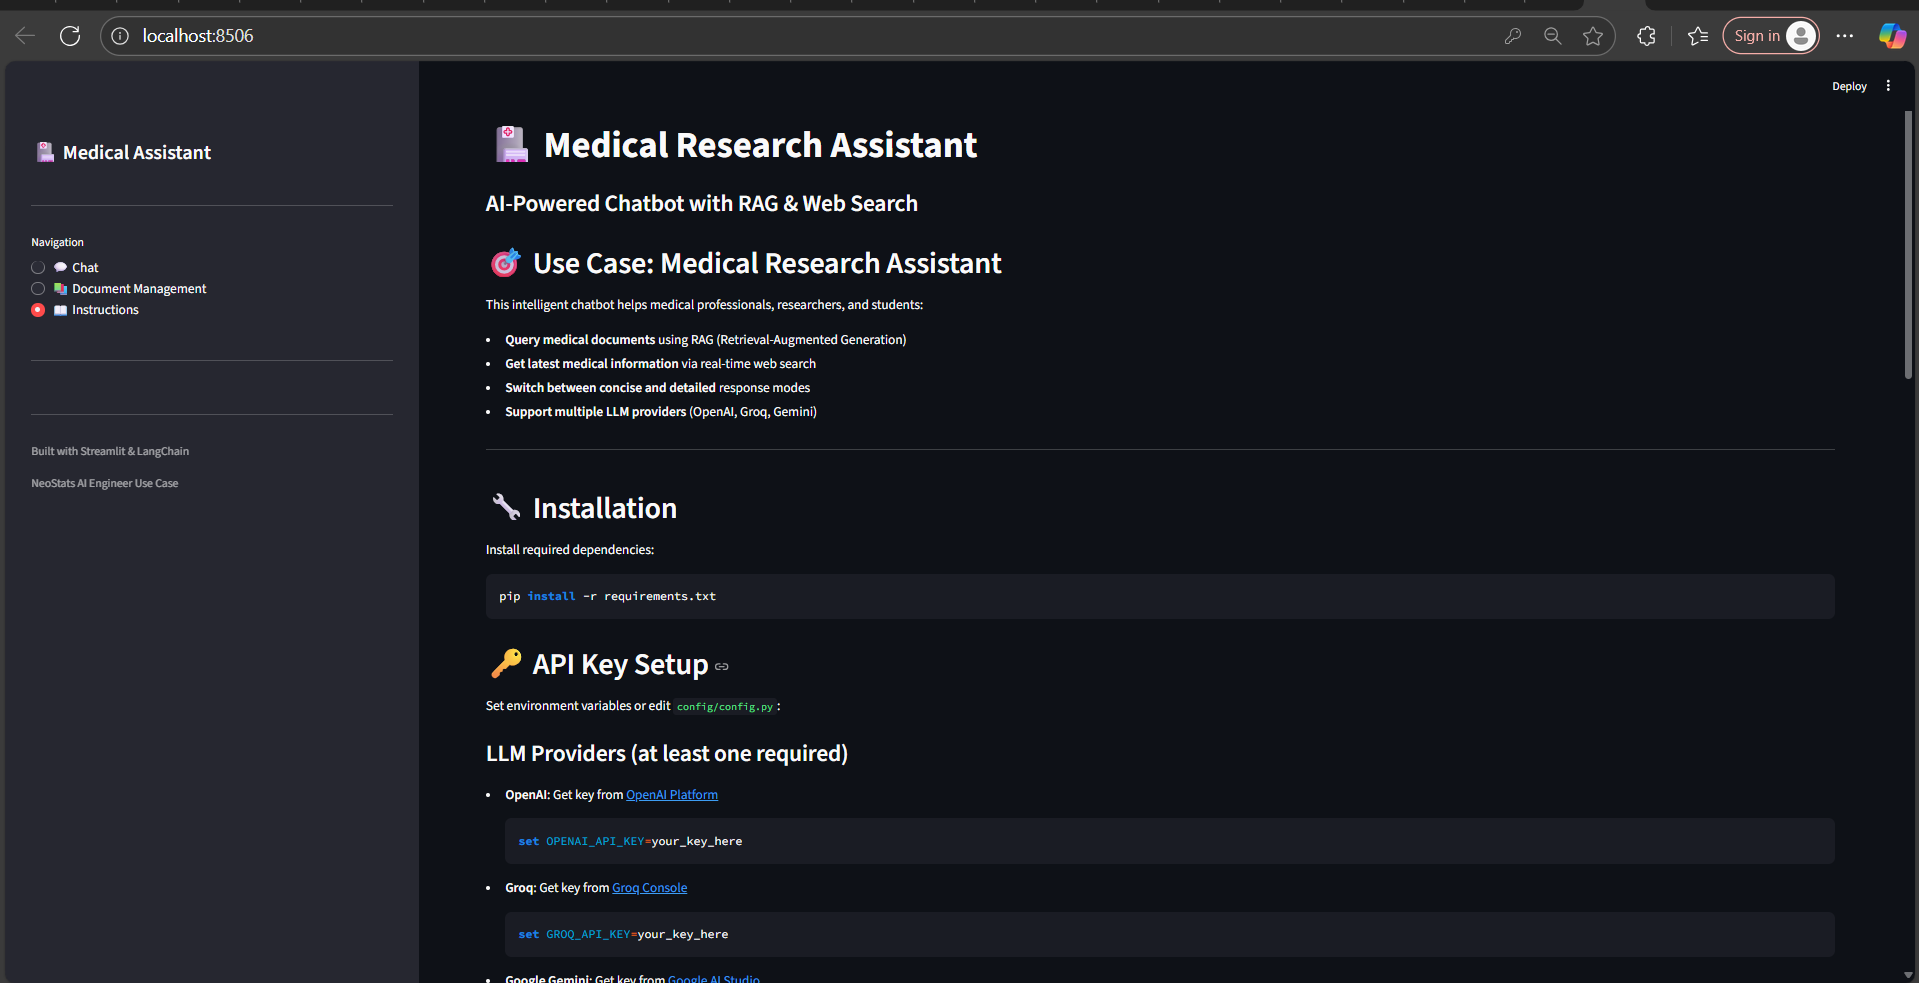 localhost:8506
Sign in
Deploy
Medical Assistant
Navigation
Chat
Document Management
Instructions
Built with Streamlit & LangChain
NeoStats AI Engineer Use Case
Medical Research Assistant
AI-Powered Chatbot with RAG & Web Search
Use Case: Medical Research Assistant
This intelligent chatbot helps medical professionals, researchers, and students:
• Query medical documents using RAG (Retrieval-Augmented Generation)
• Get latest medical information via real-time web search
• Switch between concise and detailed response modes
• Support multiple LLM providers (OpenAI, Groq, Gemini)
Installation
Install required dependencies:
pip install -r requirements.txt
API Key Setup
Set environment variables or edit config/config.py :
LLM Providers (at least one required)
• OpenAI: Get key from OpenAI Platform
set OPENAI_API_KEY=your_key_here
• Groq: Get key from Groq Console
set GROQ_API_KEY=your_key_here
• Google Gemini: Get key from Google AI Studio